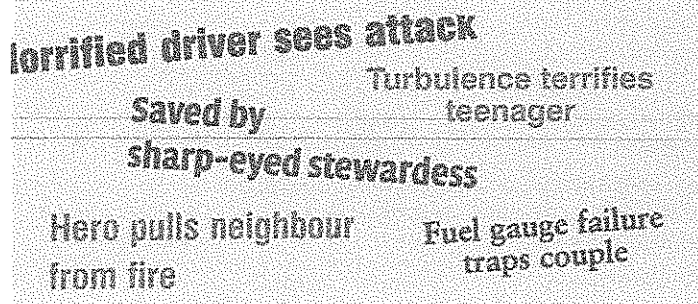 lorrified driver sees attack
Turbulence terrifies
teenager
Saved by
sharp-eyed stewardess
Hero pulls neighbour
from fire
Fuel gauge failure
traps couple